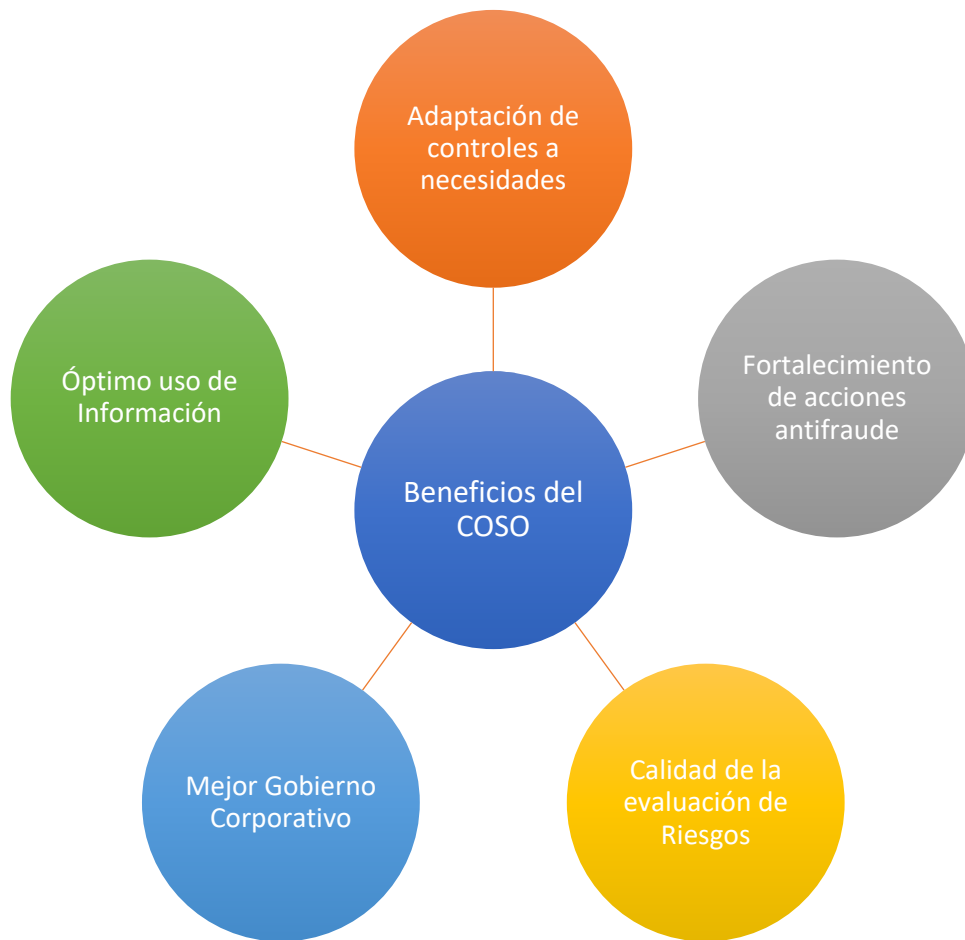 Adaptación de
controles a
necesidades
Óptimo uso de
Información
Fortalecimiento
de acciones
antifraude
Beneficios del
COSO
Mejor Gobierno
Corporativo
Calidad de la
evaluación de
Riesgos